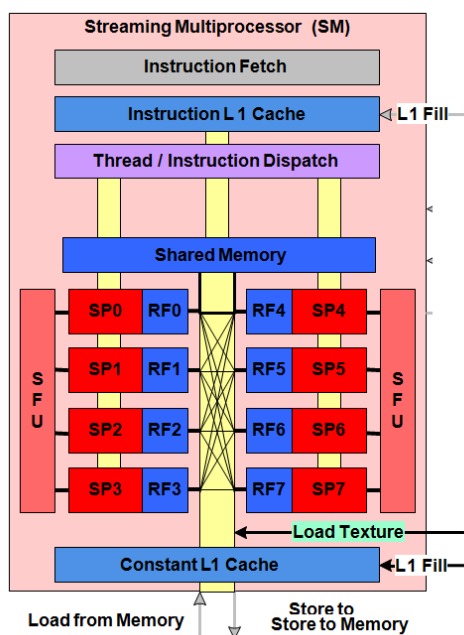 Streaming Multiprocessor (SM)
Instruction Fetch
Instruction L 1 Cache
L1 Fill
Thread / Instruction Dispatch
Shared Memory
SP0 RF0 RF4 SP4
SP1 RF1 RF5 SP5
SP2 RF2 RF6 SP6
SP3 RF3 RF7 SP7
S
F
U
S
F
U
Load Texture
Constant L1 Cache
L1 Fill
Load from Memory
Store to
Store to Memory